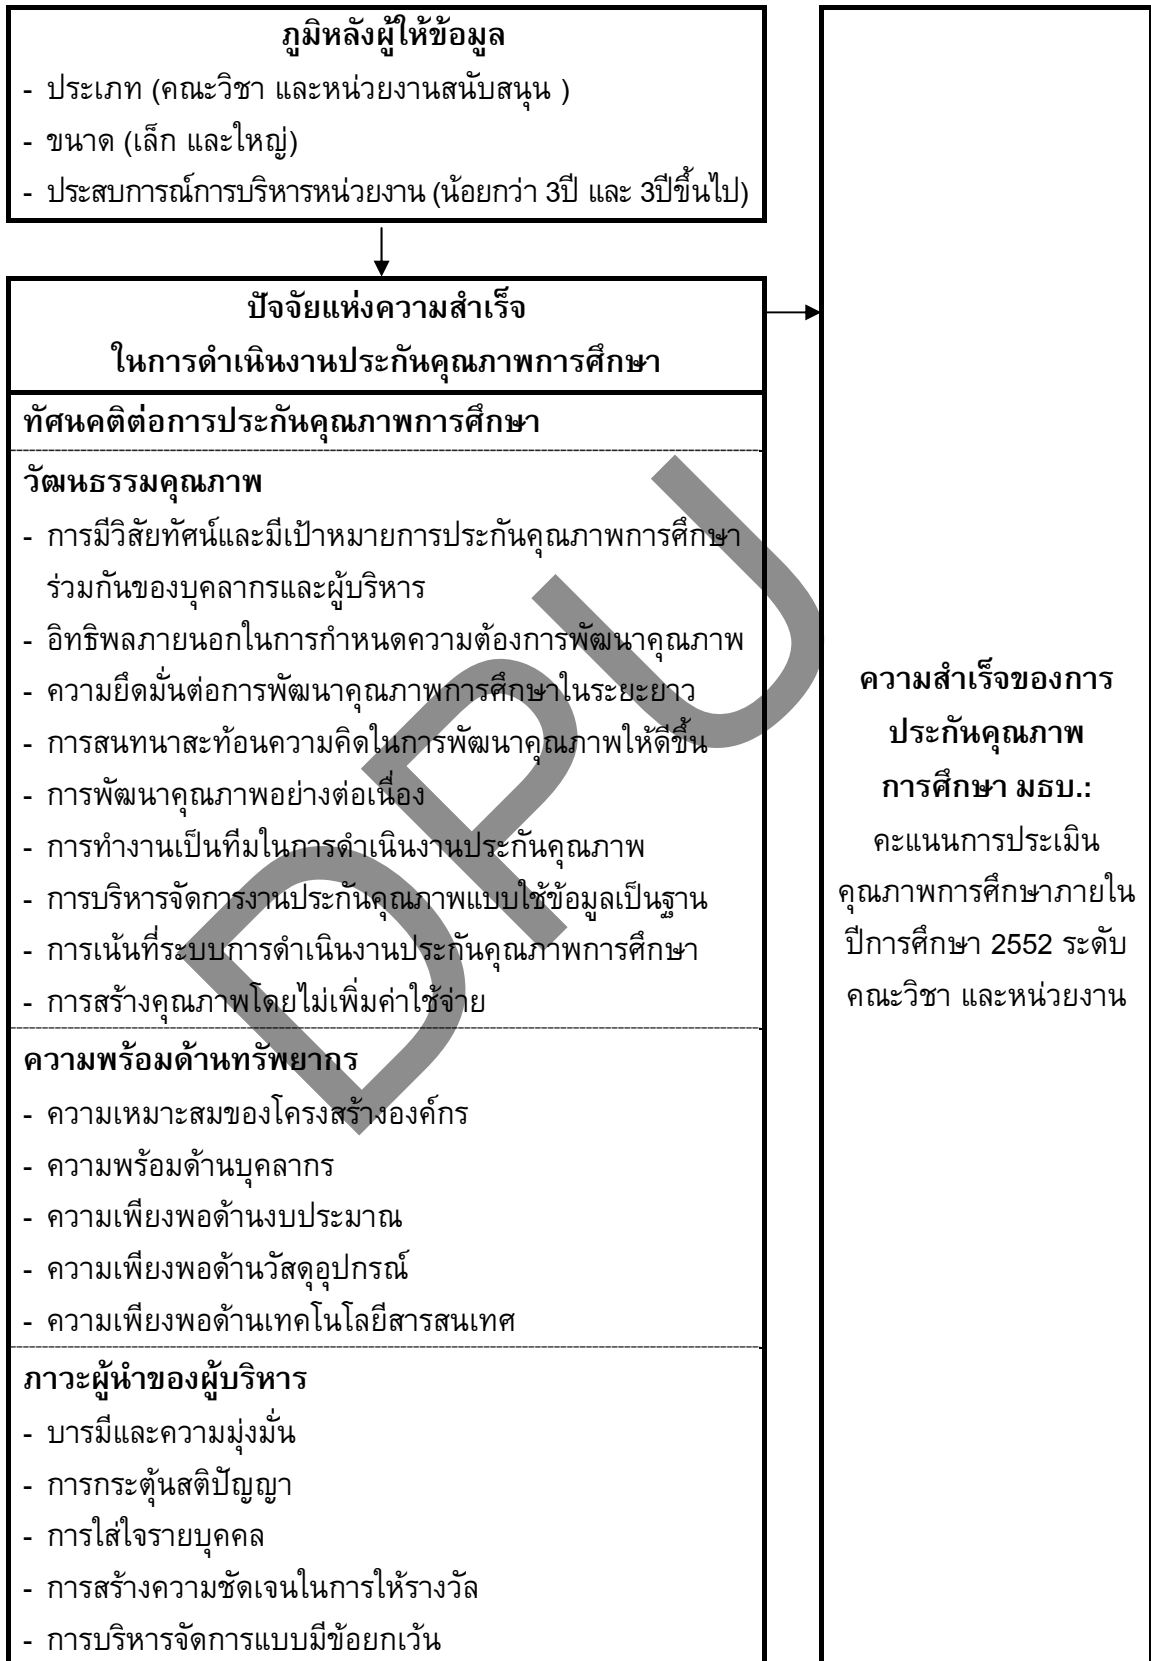 ภูมิหลังผู้ให้ข้อมูล
- ประเภท (คณะวิชา และหน่วยงานสนับสนุน )
- ขนาด (เล็ก และใหญ่)
- ประสบการณ์การบริหารหน่วยงาน (น้อยกว่า 3ปี และ 3ปีขึ้นไป)
ปัจจัยแห่งความสำเร็จ
ในการดำเนินงานประกันคุณภาพการศึกษา
ทัศนคติต่อการประกันคุณภาพการศึกษา
วัฒนธรรมคุณภาพ
- การมีวิสัยทัศน์และมีเป้าหมายการประกันคุณภาพการศึกษา
ร่วมกันของบุคลากรและผู้บริหาร
- อิทธิพลภายนอกในการกำหนดความต้องการพัฒนาคุณภาพ
- ความยึดมั่นต่อการพัฒนาคุณภาพการศึกษาในระยะยาว
- การสนทนาสะท้อนความคิดในการพัฒนาคุณภาพให้ดีขึ้น
- การพัฒนาคุณภาพอย่างต่อเนื่อง
- การทำงานเป็นทีมในการดำเนินงานประกันคุณภาพ
- การบริหารจัดการงานประกันคุณภาพแบบใช้ข้อมูลเป็นฐาน
- การเน้นที่ระบบการดำเนินงานประกันคุณภาพการศึกษา
- การสร้างคุณภาพโดยไม่เพิ่มค่าใช้จ่าย
ความพร้อมด้านทรัพยากร
- ความเหมาะสมของโครงสร้างองค์กร
- ความพร้อมด้านบุคลากร
- ความเพียงพอด้านงบประมาณ
- ความเพียงพอด้านวัสดุอุปกรณ์
- ความเพียงพอด้านเทคโนโลยีสารสนเทศ
ภาวะผู้นำของผู้บริหาร
- บารมีและความมุ่งมั่น
- การกระตุ้นสติปัญญา
- การใส่ใจรายบุคคล
- การสร้างความชัดเจนในการให้รางวัล
- การบริหารจัดการแบบมีข้อยกเว้น
ความสำเร็จของการ
ประกันคุณภาพ
การศึกษา มธบ.:
คะแนนการประเมิน
คุณภาพการศึกษาภายใน
ปีการศึกษา 2552 ระดับ
คณะวิชา และหน่วยงาน
DPU